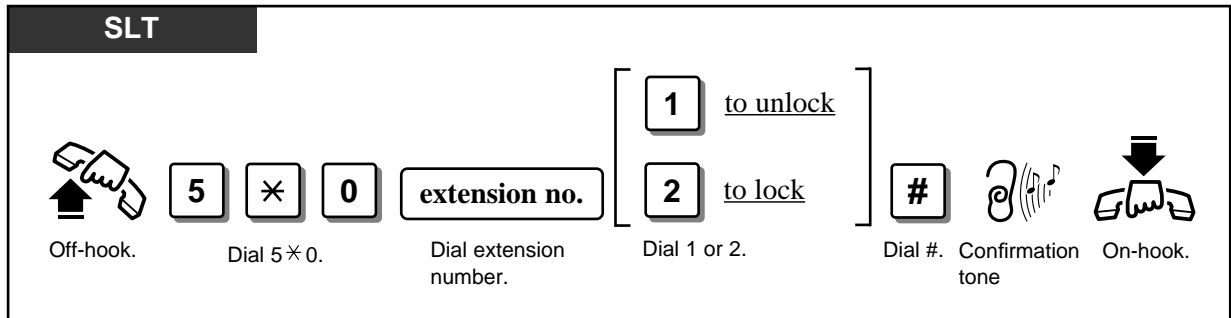 SLT
1 to unlock
5 ✳ 0 extension no. 2 to lock #
Off-hook. Dial 5✳0. Dial extension number. Dial 1 or 2. Dial #. Confirmation tone On-hook.